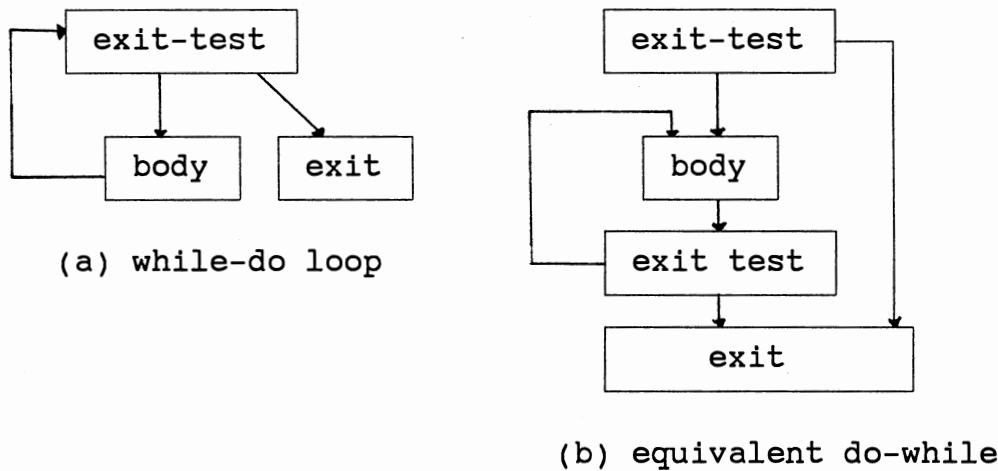 exit-test
body
exit
(a) while-do loop
exit-test
body
exit test
exit
(b) equivalent do-while